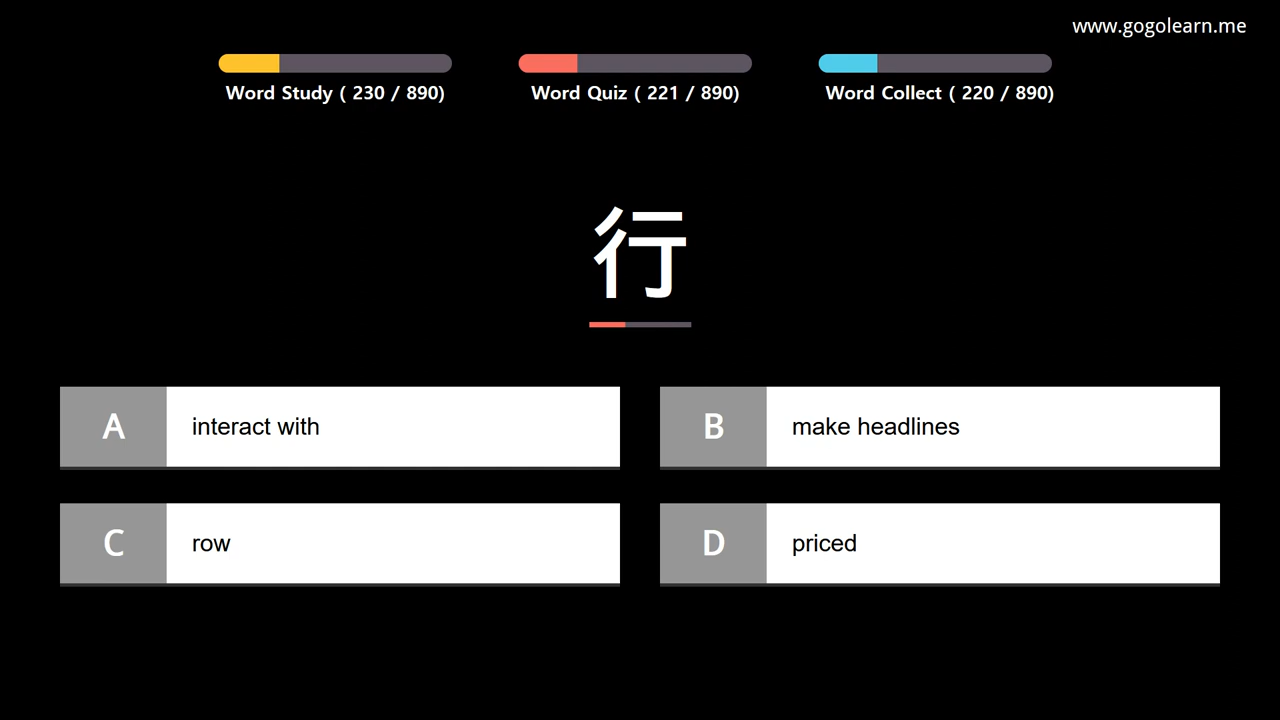 www.gogolearn.me
Word Study ( 230 / 890)
Word Quiz ( 221 / 890)
Word Collect ( 220 / 890)
行
A interact with
B make headlines
C row
D priced